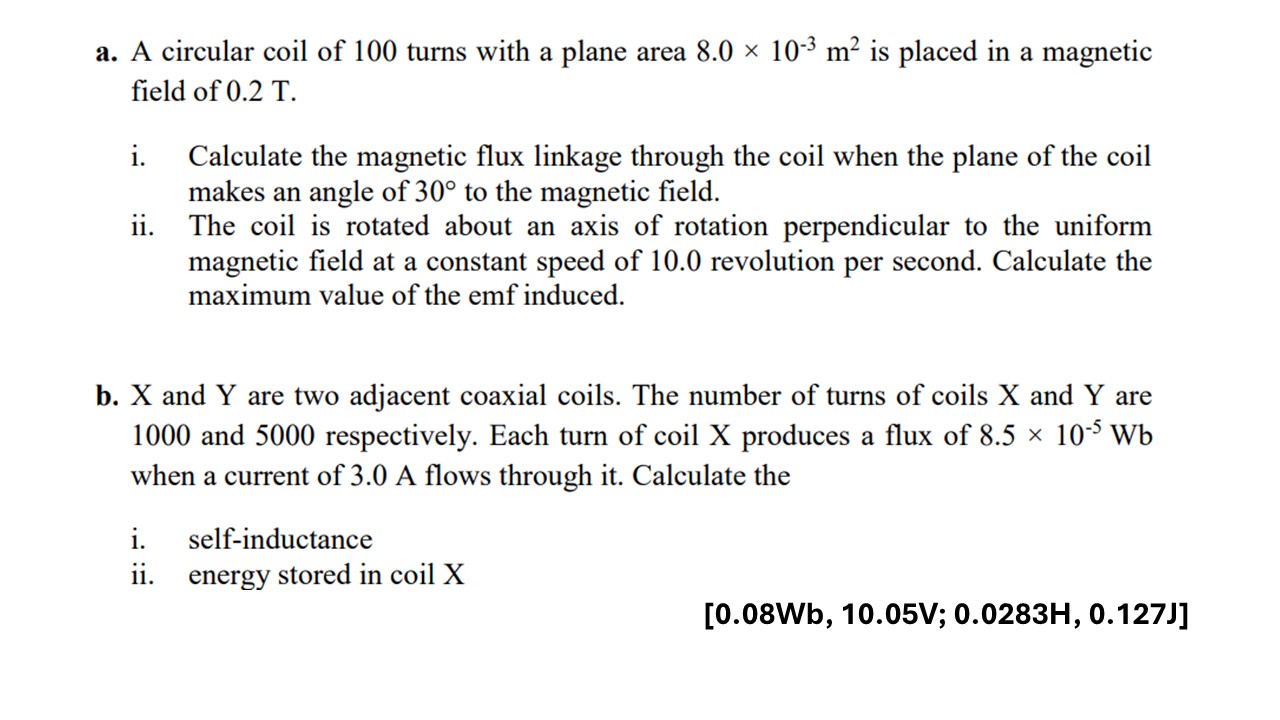 a. A circular coil of 100 turns with a plane area 8.0 × 10⁻³ m² is placed in a magnetic
field of 0.2 T.
i. Calculate the magnetic flux linkage through the coil when the plane of the coil
makes an angle of 30° to the magnetic field.
ii. The coil is rotated about an axis of rotation perpendicular to the uniform
magnetic field at a constant speed of 10.0 revolution per second. Calculate the
maximum value of the emf induced.
b. X and Y are two adjacent coaxial coils. The number of turns of coils X and Y are
1000 and 5000 respectively. Each turn of coil X produces a flux of 8.5 × 10⁻⁵ Wb
when a current of 3.0 A flows through it. Calculate the
i. self-inductance
ii. energy stored in coil X
[0.08Wb, 10.05V; 0.0283H, 0.127J]